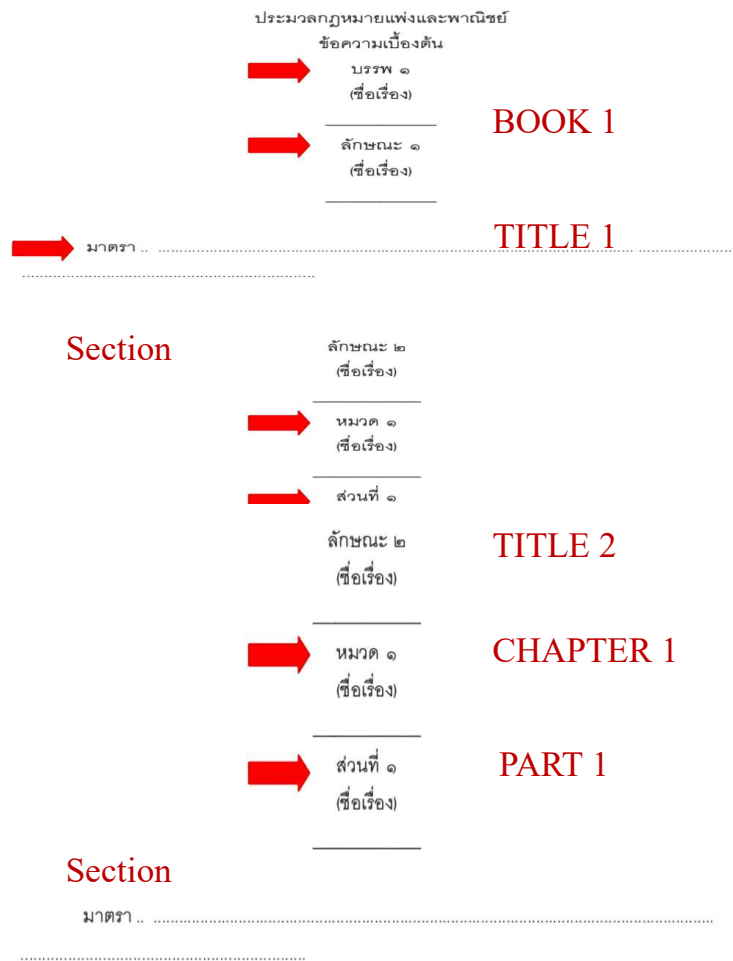 ประมวลกฎหมายแพ่งและพาณิชย์
ข้อความเบื้องต้น
บรรพ ๑
(ชื่อเรื่อง)
BOOK 1
ลักษณะ ๑
(ชื่อเรื่อง)
TITLE 1
มาตรา .. ........................................................................................................................
..................................................................
Section
ลักษณะ ๒
(ชื่อเรื่อง)
หมวด ๑
(ชื่อเรื่อง)
ส่วนที่ ๑
ลักษณะ ๒ TITLE 2
(ชื่อเรื่อง)
หมวด ๑ CHAPTER 1
(ชื่อเรื่อง)
ส่วนที่ ๑ PART 1
(ชื่อเรื่อง)
Section
มาตรา .. ........................................................................................................................
..................................................................